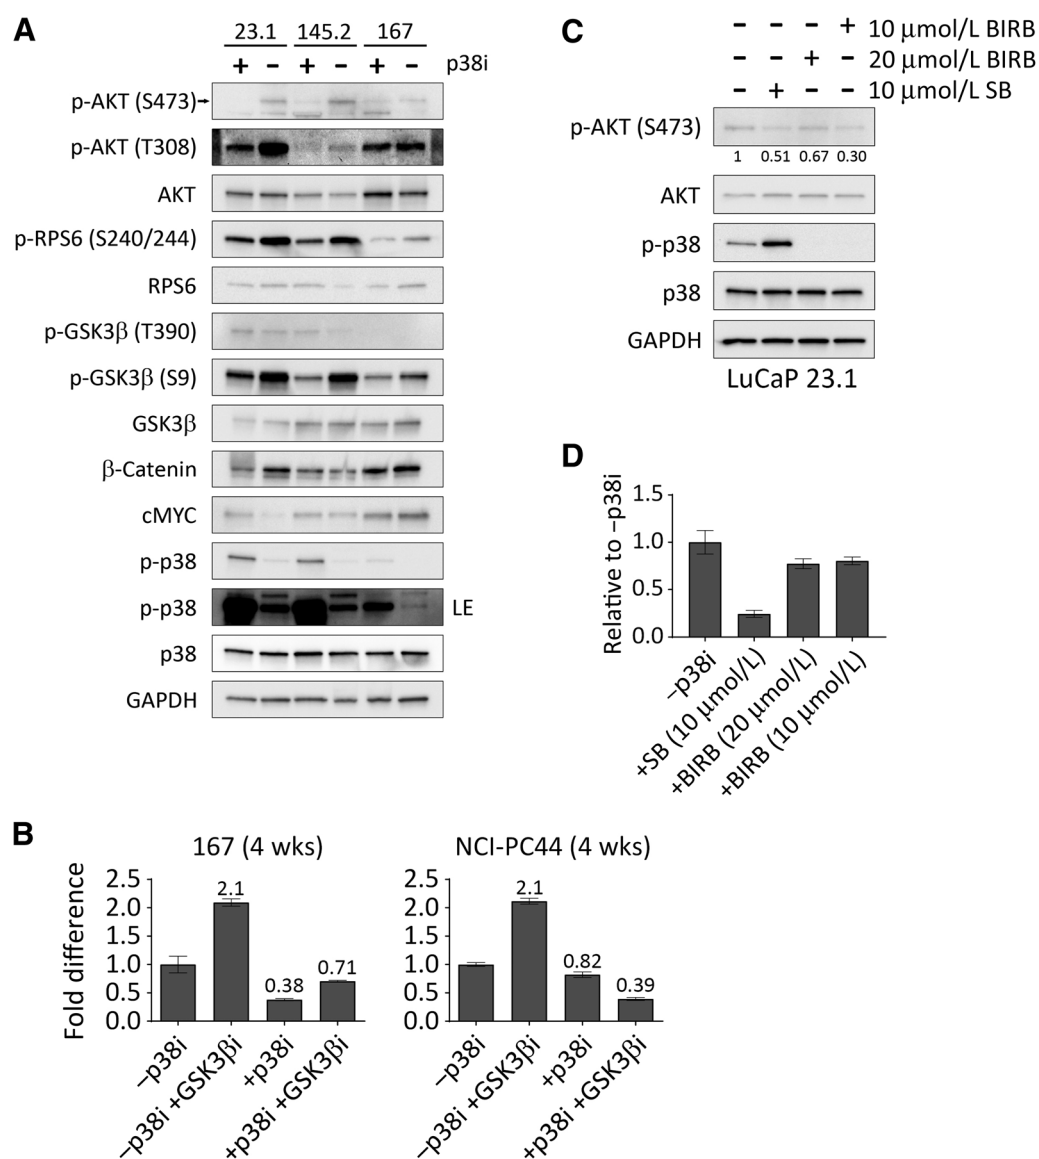 A
23.1 145.2 167
+ – + – + – p38i
p-AKT (S473)
p-AKT (T308)
AKT
p-RPS6 (S240/244)
RPS6
p-GSK3β (T390)
p-GSK3β (S9)
GSK3β
β-Catenin
cMYC
p-p38
p-p38 LE
p38
GAPDH
C
– – – + 10 μmol/L BIRB
– – + – 20 μmol/L BIRB
– + – – 10 μmol/L SB
p-AKT (S473)
1 0.51 0.67 0.30
AKT
p-p38
p38
GAPDH
LuCaP 23.1
D
Relative to –p38i
1.5
1.0
0.5
0.0
–p38i
+SB (10 μmol/L)
+BIRB (20 μmol/L)
+BIRB (10 μmol/L)
B
167 (4 wks)
Fold difference
2.5
2.0
1.5
1.0
0.5
0.0
2.1
0.38
0.71
–p38i
–p38i +GSK3βi
+p38i
+p38i +GSK3βi
NCI-PC44 (4 wks)
2.5
2.0
1.5
1.0
0.5
0.0
2.1
0.82
0.39
–p38i
–p38i +GSK3βi
+p38i
+p38i +GSK3βi